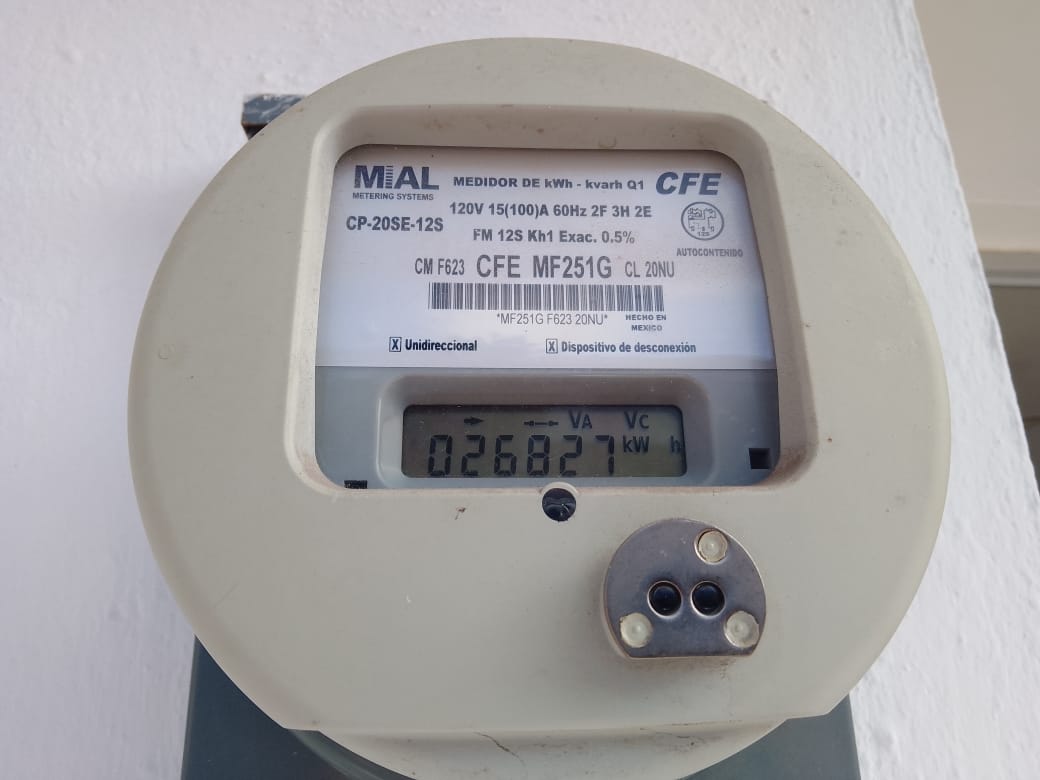 MIAL
METERING SYSTEMS
MEDIDOR DE kWh - kvarh Q1
CFE
CP-20SE-12S
120V 15(100)A 60Hz 2F 3H 2E
FM 12S Kh1 Exac. 0.5%
12S
AUTOCONTENIDO
CM F623 CFE MF251G CL 20NU
*MF251G F623 20NU*
HECHO EN
MEXICO
X Unidireccional
X Dispositivo de desconexión
VA VC
026827 kW h